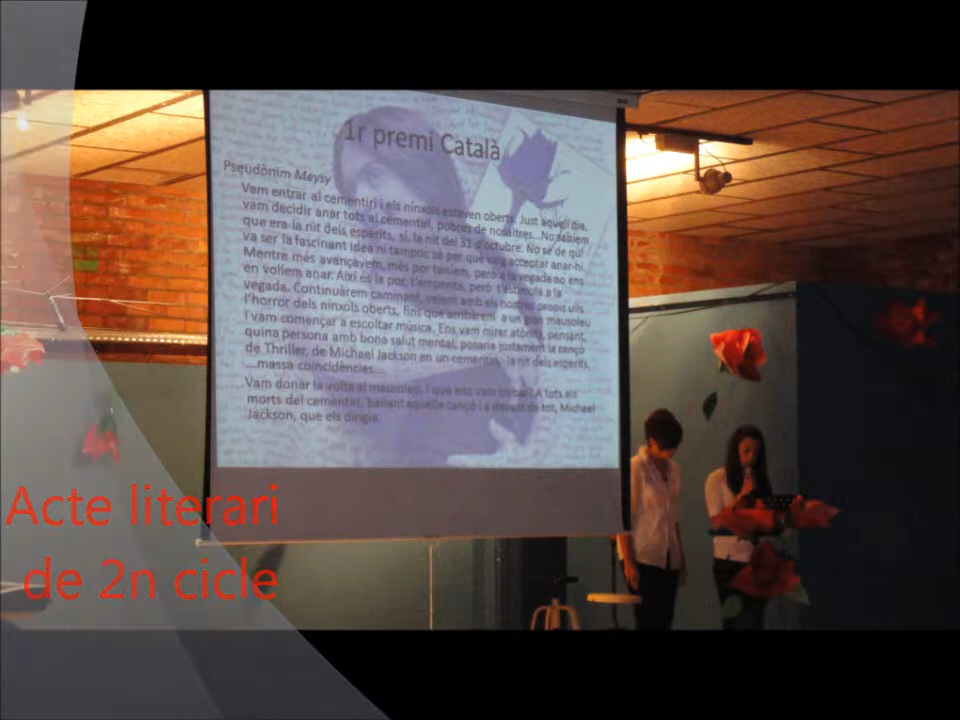 1r premi Català
Pseudònim Meysy
Vam entrar al cementiri i els nínxols estaven oberts. Just aquell dia,
vam decidir anar tots al cementiri, pobres de nosaltres...No sabíem
que era la nit dels esperits, sí, la nit del 31 d'octubre. No sé de qui
va ser la fascinant idea ni tampoc sé per què vaig acceptar anar-hi.
Mentre més avançàvem, més por teníem, però a la vegada no ens
en volíem anar. Així és la por, t'empenta, però t'estimula a la
vegada. Continuàrem caminant, veient amb els nostres propis ulls
l'horror dels nínxols oberts, fins que arribàrem a un gran mausoleu
I vam començar a escoltar música. Ens vam mirar atònits, pensant,
quina persona amb bona salut mental, posaria justament la cançó
de Thriller, de Michael Jackson en un cementiri, la nit dels esperits,
...massa coincidències...
Vam donar la volta al mausoleu, i què ens vam trobar? A tots els
morts del cementiri, ballant aquella cançó i a davant de tot, Michael
Jackson, que els dirigia.
Acte literari
de 2n cicle